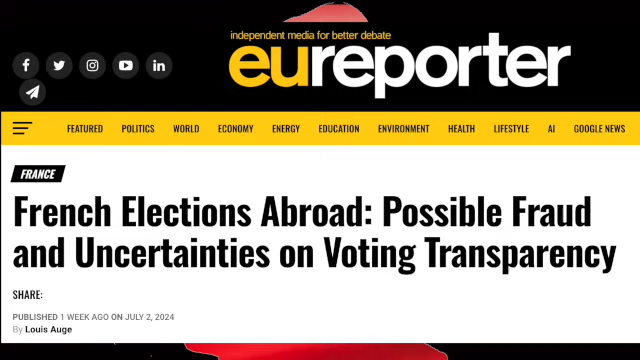 independent media for better debate
eureporter
FEATURED POLITICS WORLD ECONOMY ENERGY EDUCATION ENVIRONMENT HEALTH LIFESTYLE AI GOOGLE NEWS
FRANCE
French Elections Abroad: Possible Fraud
and Uncertainties on Voting Transparency
SHARE:
PUBLISHED 1 WEEK AGO ON JULY 2, 2024
By Louis Auge